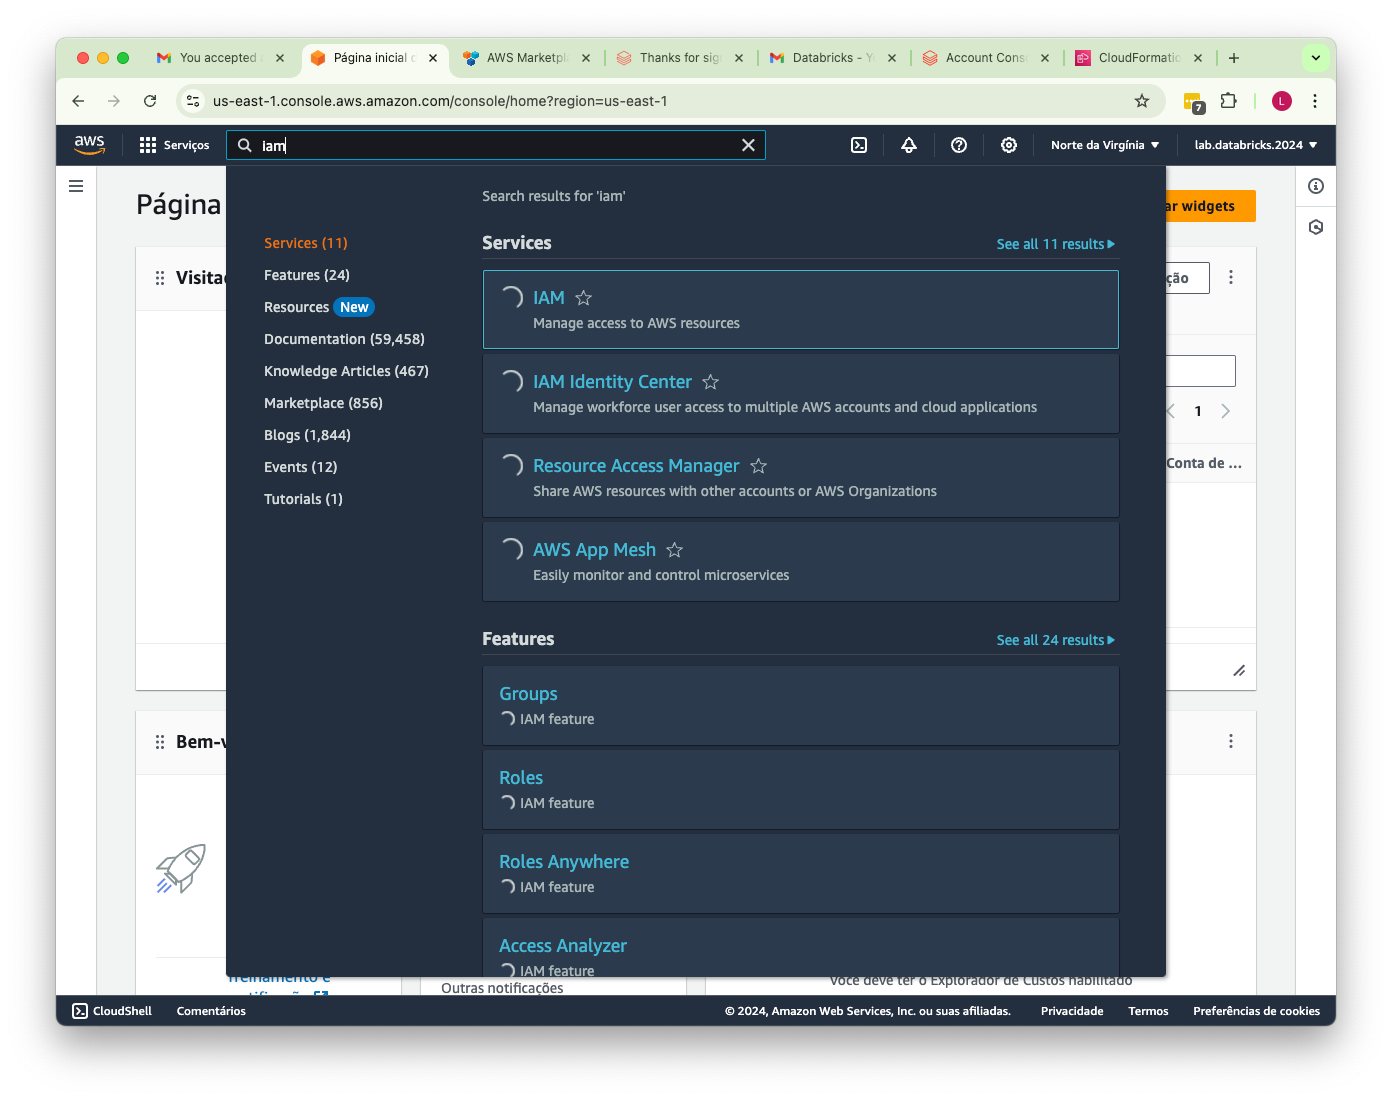 You accepted
Página inicial
AWS Marketpl
Thanks for sig
Databricks -
Account Cons
CloudFormatio
us-east-1.console.aws.amazon.com/console/home?region=us-east-1
7
L
aws
Serviços
iam
Norte da Virgínia
lab.databricks.2024
Página
ar widgets
Search results for 'iam'
Services (11)
Features (24)
Resources New
Documentation (59,458)
Knowledge Articles (467)
Marketplace (856)
Blogs (1,844)
Events (12)
Tutorials (1)
Services
See all 11 results
IAM
Manage access to AWS resources
IAM Identity Center
Manage workforce user access to multiple AWS accounts and cloud applications
Resource Access Manager
Share AWS resources with other accounts or AWS Organizations
AWS App Mesh
Easily monitor and control microservices
Features
See all 24 results
Groups
IAM feature
Roles
IAM feature
Roles Anywhere
IAM feature
Access Analyzer
IAM feature
Visitad
ção
1
Conta de ...
Bem-v
Treinamento e
Outras notificações
Você deve ter o Explorador de Custos habilitado
CloudShell
Comentários
© 2024, Amazon Web Services, Inc. ou suas afiliadas.
Privacidade
Termos
Preferências de cookies